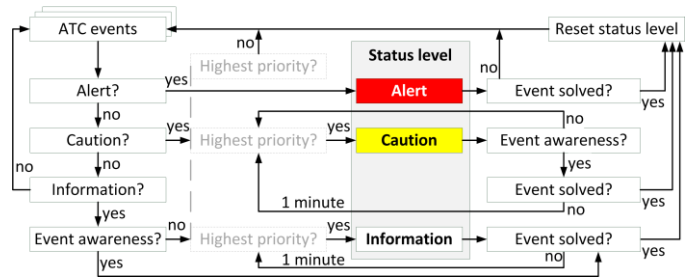 ATC events
Reset status level
no
Highest priority?
Status level
no
Alert?
yes
Alert
Event solved?
yes
no
no
Caution?
yes
Highest priority?
yes
Caution
Event awareness?
no
no
yes
Information?
1 minute
Event solved?
yes
yes
no
Event awareness?
no
Highest priority?
yes
Information
Event solved?
yes
yes
1 minute
no